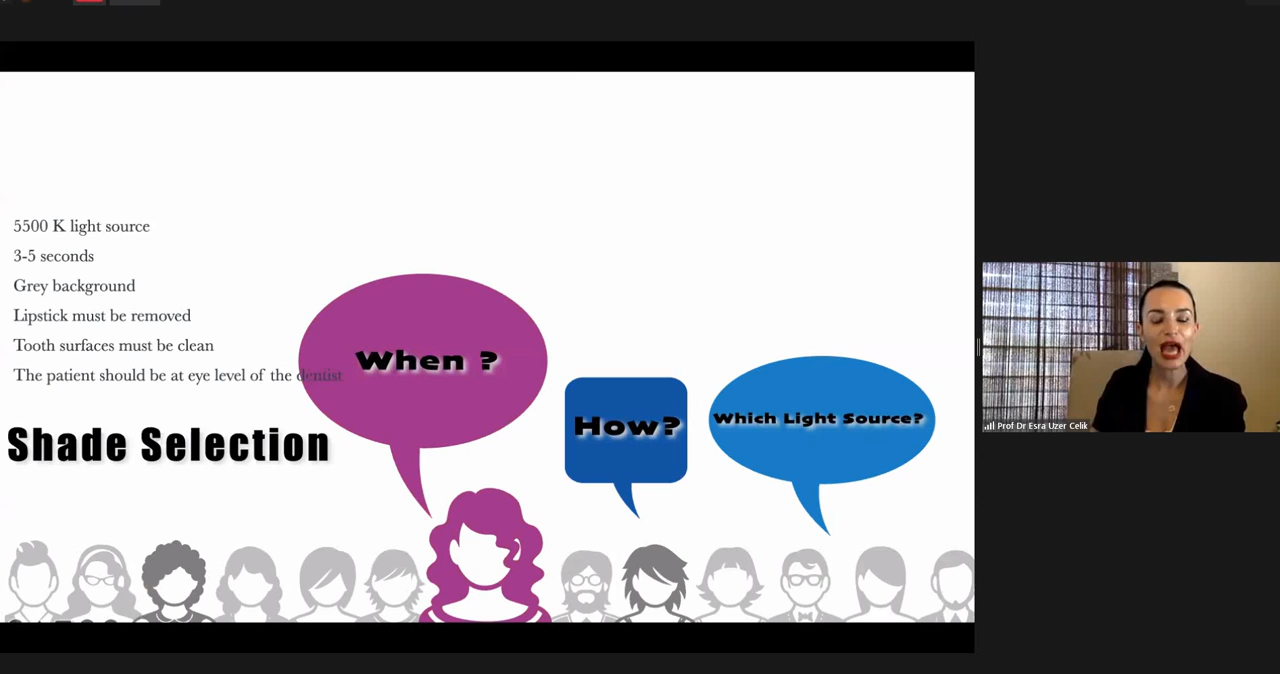 5500 K light source
3-5 seconds
Grey background
Lipstick must be removed
Tooth surfaces must be clean
The patient should be at eye level of the dentist
When ?
How?
Which Light Source?
Shade Selection
Prof Dr Esra Uzer Celik